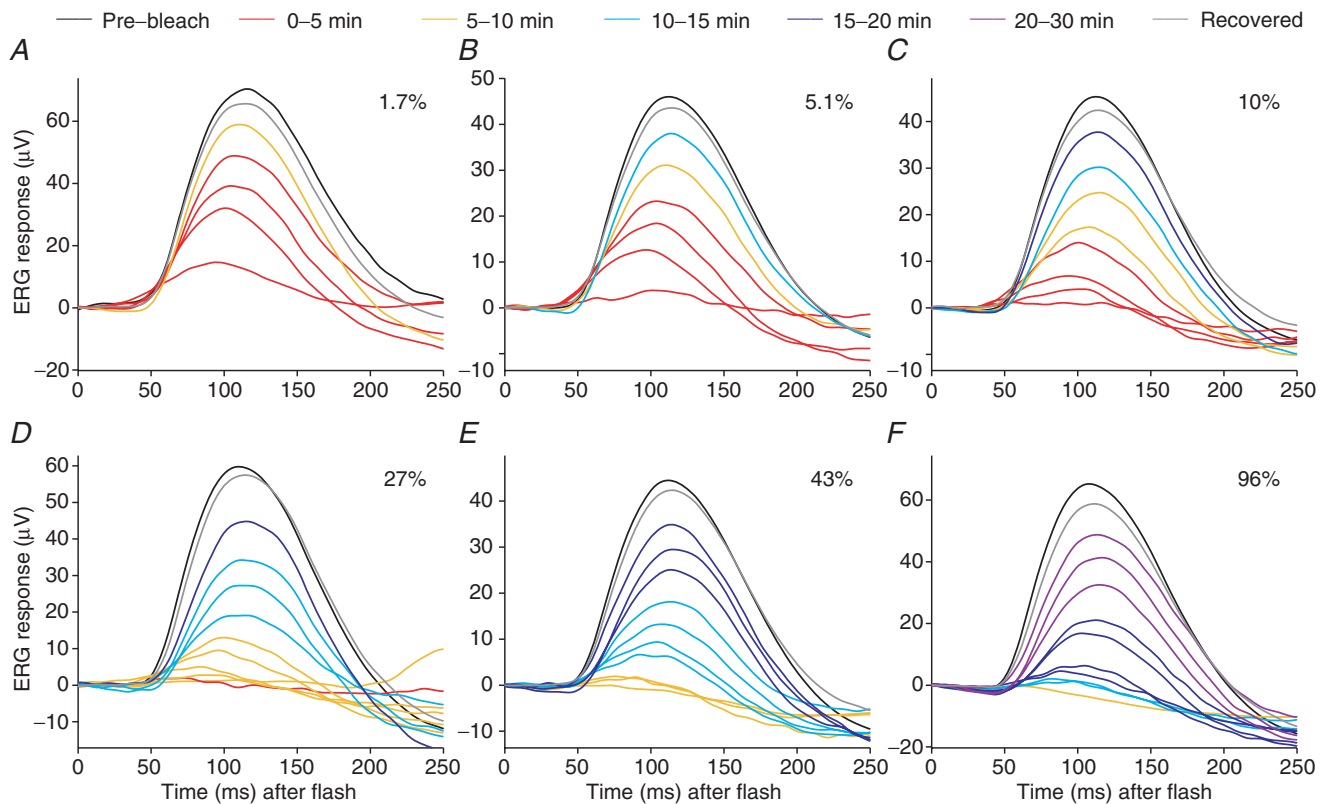 Pre–bleach 0–5 min 5–10 min 10–15 min 15–20 min 20–30 min Recovered
A B C
1.7% 5.1% 10%
ERG response (μV)
60
40
20
0
−20
0 50 100 150 200 250
50
40
30
20
10
0
−10
0 50 100 150 200 250
40
30
20
10
0
−10
0 50 100 150 200 250
D E F
27% 43% 96%
ERG response (μV)
60
50
40
30
20
10
0
−10
0 50 100 150 200 250
Time (ms) after flash
40
30
20
10
0
−10
0 50 100 150 200 250
Time (ms) after flash
60
40
20
0
−20
0 50 100 150 200 250
Time (ms) after flash